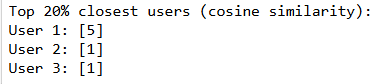 Top 20% closest users (cosine similarity):
User 1: [5]
User 2: [1]
User 3: [1]